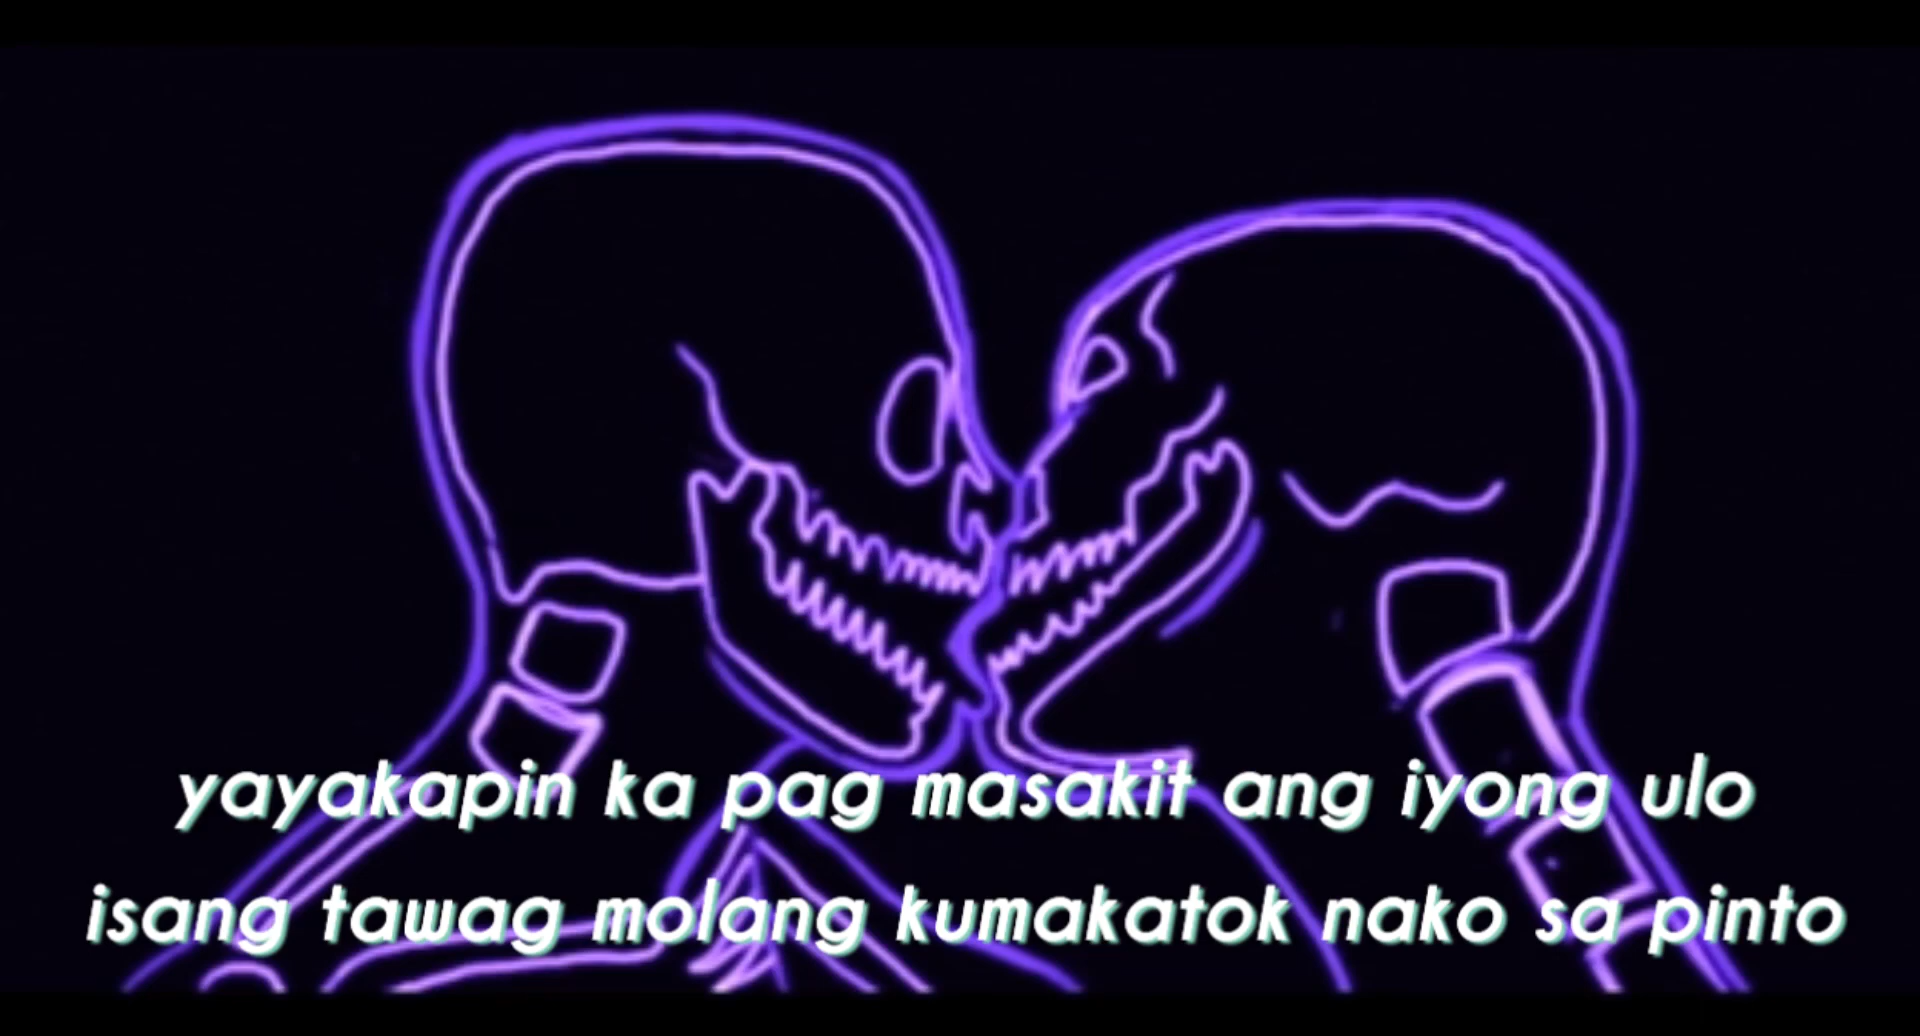 yayakapin ka pag masakit ang iyong ulo
isang tawag molang kumakatok nako sa pinto